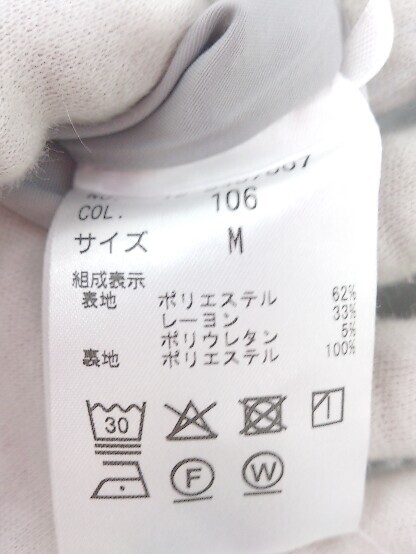 COL. 106
サイズ M
組成表示
表地 ポリエステル 62%
レーヨン 33%
ポリウレタン 5%
裏地 ポリエステル 100%
30
F W